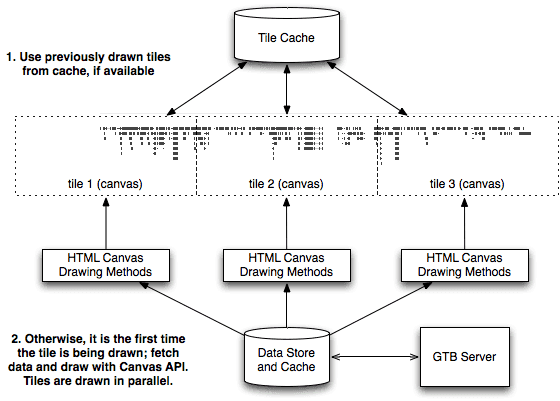 Tile Cache
1. Use previously drawn tiles
from cache, if available
tile 1 (canvas)
tile 2 (canvas)
tile 3 (canvas)
HTML Canvas
Drawing Methods
HTML Canvas
Drawing Methods
HTML Canvas
Drawing Methods
2. Otherwise, it is the first time
the tile is being drawn; fetch
data and draw with Canvas API.
Tiles are drawn in parallel.
Data Store
and Cache
GTB Server